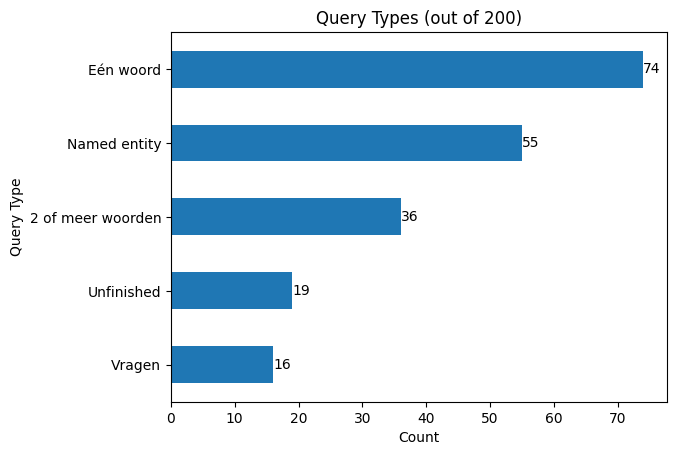 Query Types (out of 200)
Eén woord
74
Named entity
55
2 of meer woorden
36
Unfinished
19
Vragen
16
Query Type
0 10 20 30 40 50 60 70
Count